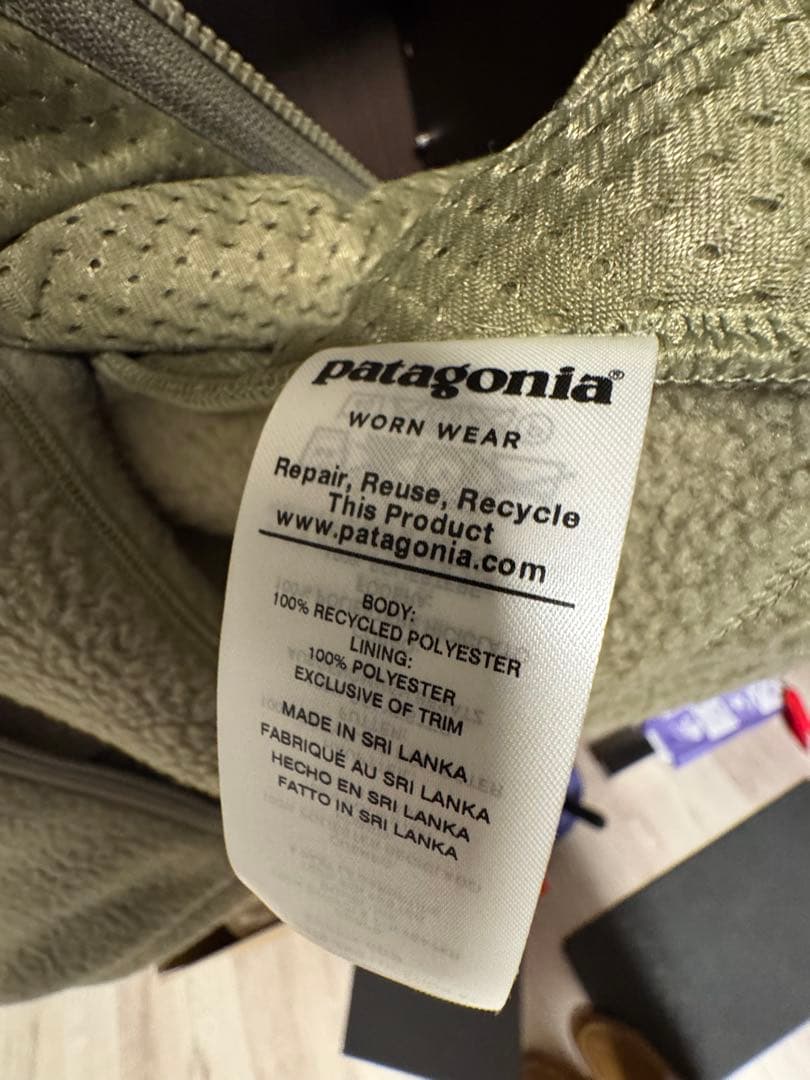 patagonia®
WORN WEAR
Repair, Reuse, Recycle
This Product
www.patagonia.com
BODY:
100% RECYCLED POLYESTER
LINING:
100% POLYESTER
EXCLUSIVE OF TRIM
MADE IN SRI LANKA
FABRIQUÉ AU SRI LANKA
HECHO EN SRI LANKA
FATTO IN SRI LANKA